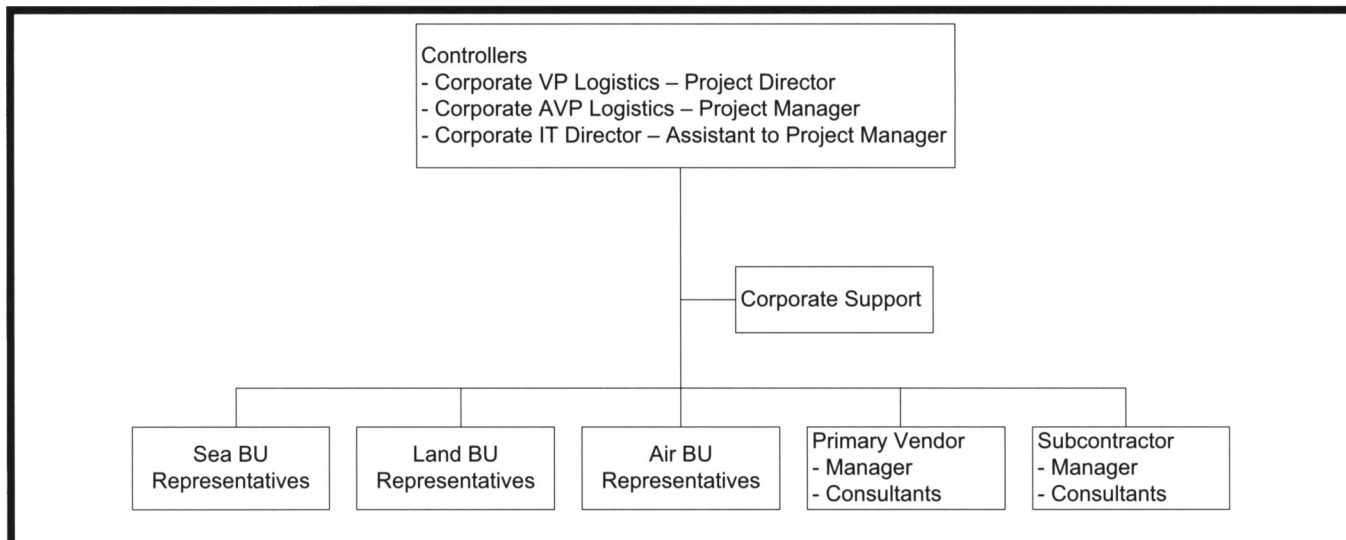 Controllers
- Corporate VP Logistics – Project Director
- Corporate AVP Logistics – Project Manager
- Corporate IT Director – Assistant to Project Manager
Corporate Support
Sea BU
Representatives
Land BU
Representatives
Air BU
Representatives
Primary Vendor
- Manager
- Consultants
Subcontractor
- Manager
- Consultants